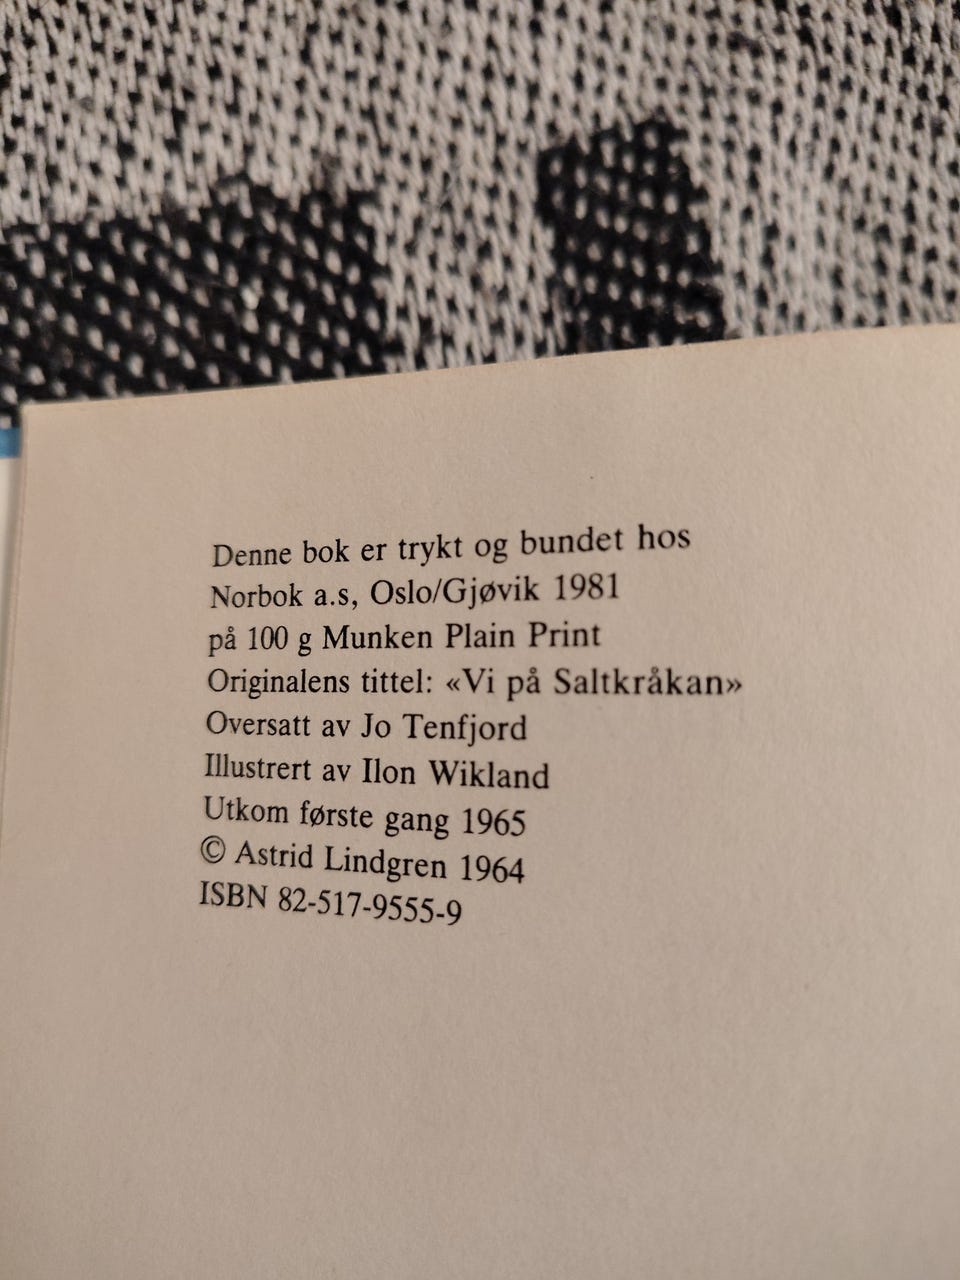 Denne bok er trykt og bundet hos
Norbok a.s, Oslo/Gjøvik 1981
på 100 g Munken Plain Print
Originalens tittel: «Vi på Saltkråkan»
Oversatt av Jo Tenfjord
Illustrert av Ilon Wikland
Utkom første gang 1965
© Astrid Lindgren 1964
ISBN 82-517-9555-9